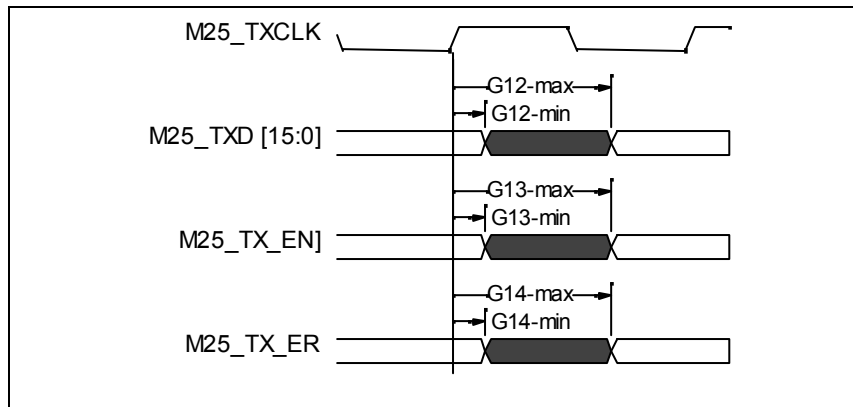 M25_TXCLK
G12-max
G12-min
M25_TXD [15:0]
G13-max
G13-min
M25_TX_EN]
G14-max
G14-min
M25_TX_ER